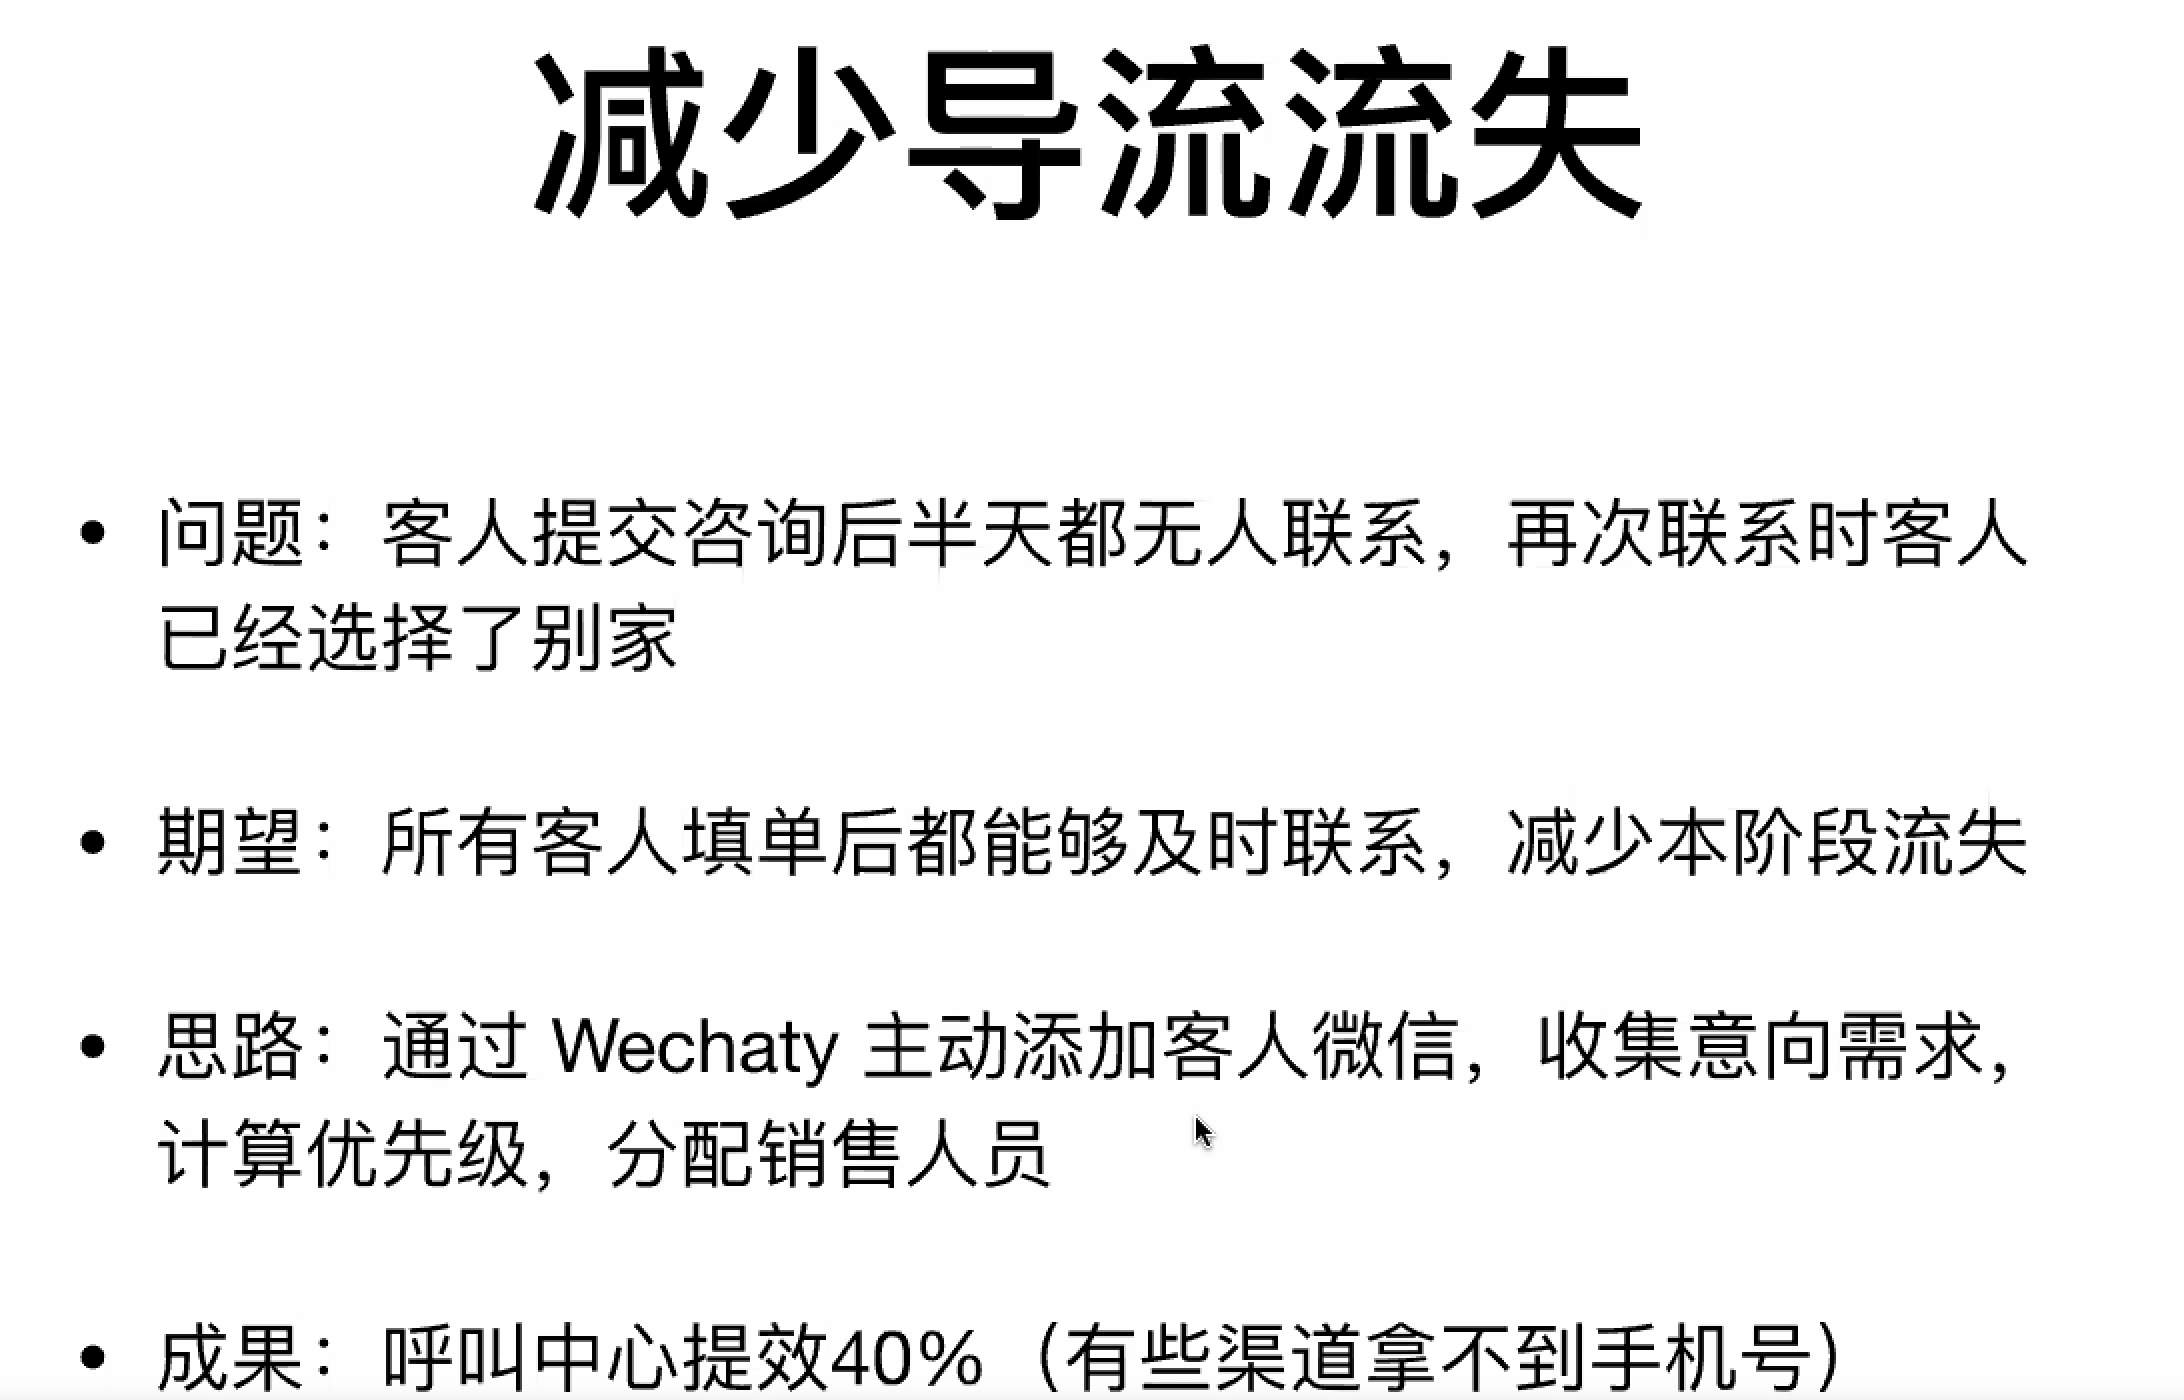 减少导流流失
• 问题：客人提交咨询后半天都无人联系，再次联系时客人
已经选择了别家
• 期望：所有客人填单后都能够及时联系，减少本阶段流失
• 思路：通过 Wechaty 主动添加客人微信，收集意向需求，
计算优先级，分配销售人员
• 成果：呼叫中心提效40%（有些渠道拿不到手机号）